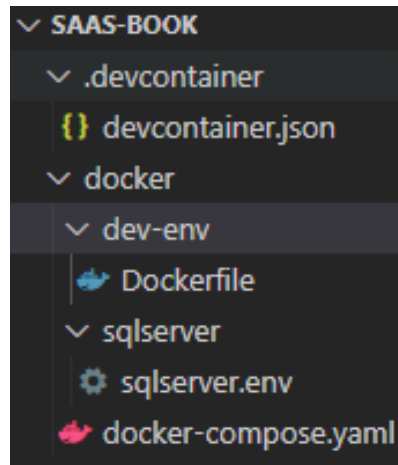 SAAS-BOOK
.devcontainer
{} devcontainer.json
docker
dev-env
Dockerfile
sqlserver
sqlserver.env
docker-compose.yaml